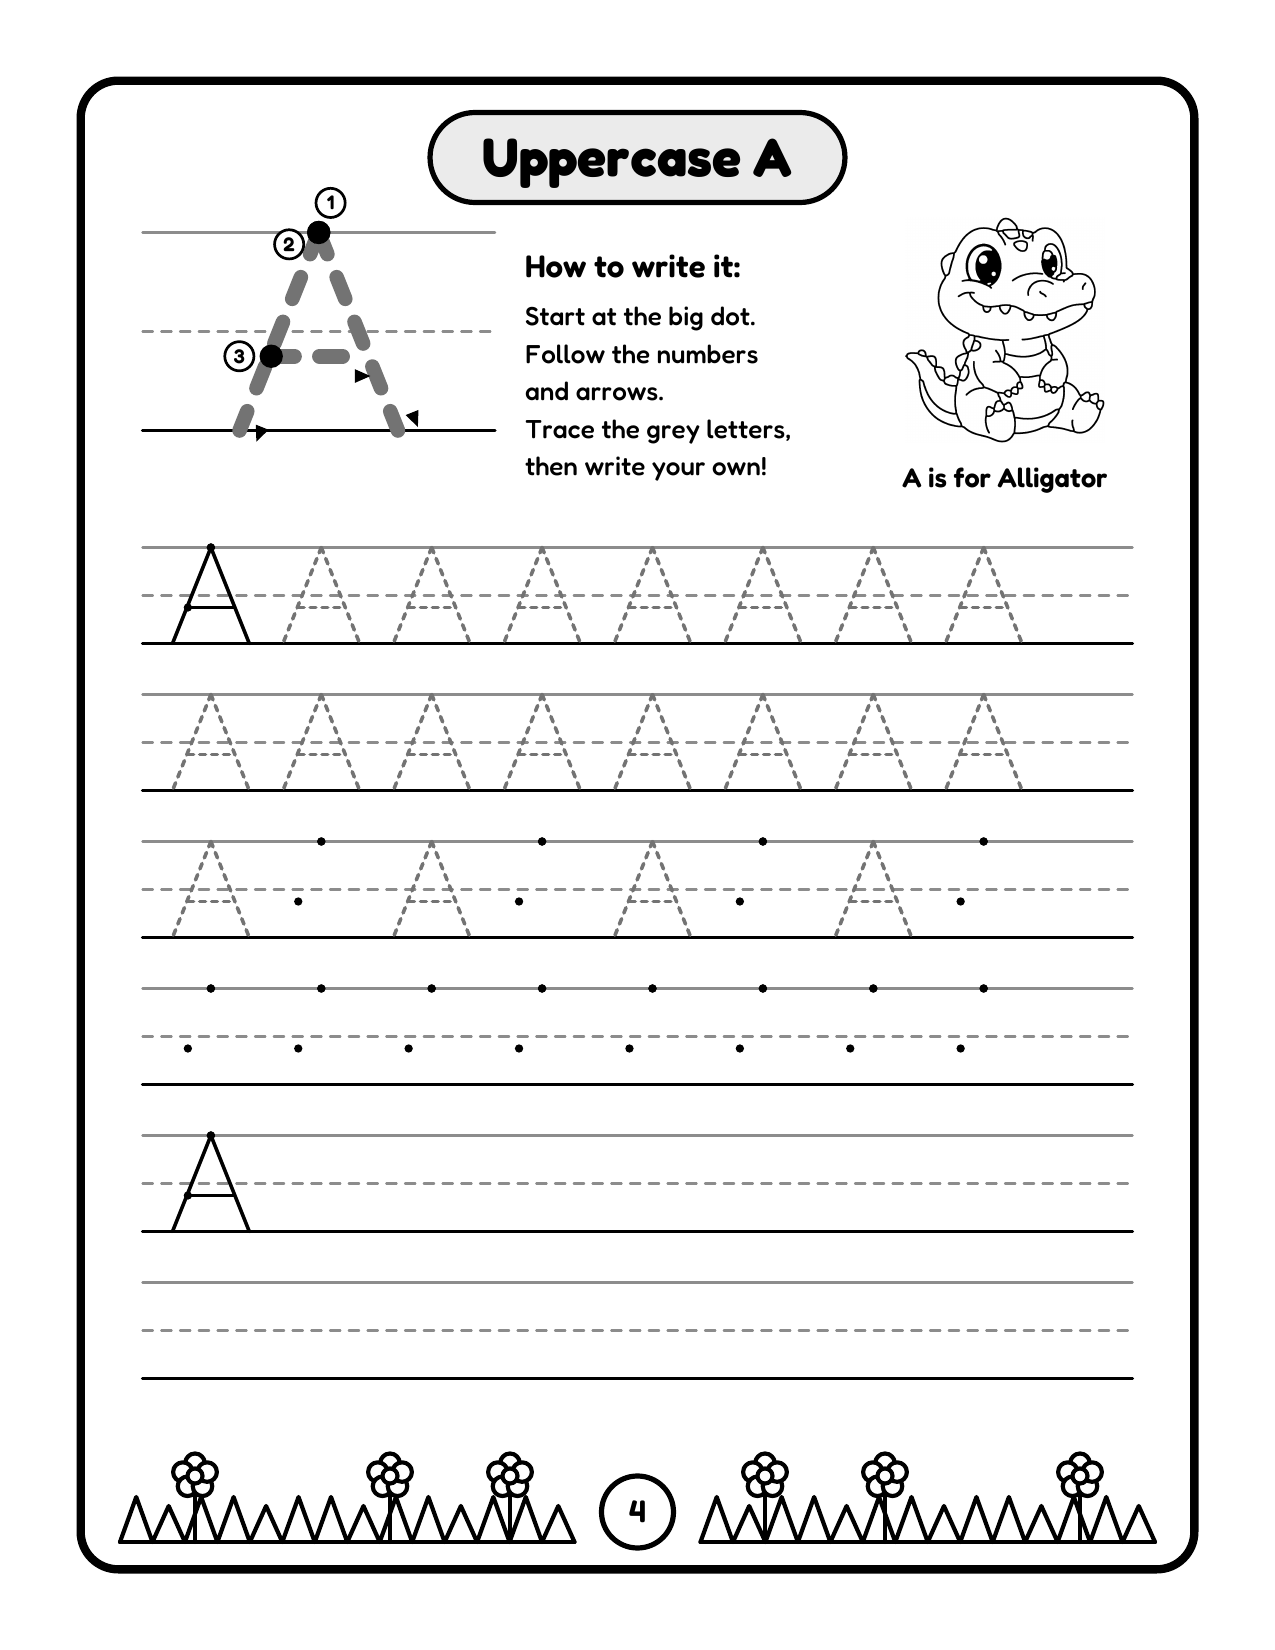 Uppercase A
1
2
3
How to write it:
Start at the big dot.
Follow the numbers
and arrows.
Trace the grey letters,
then write your own!
A is for Alligator
A A A A A A A A
A A A A A A A A
A A A A
A
4